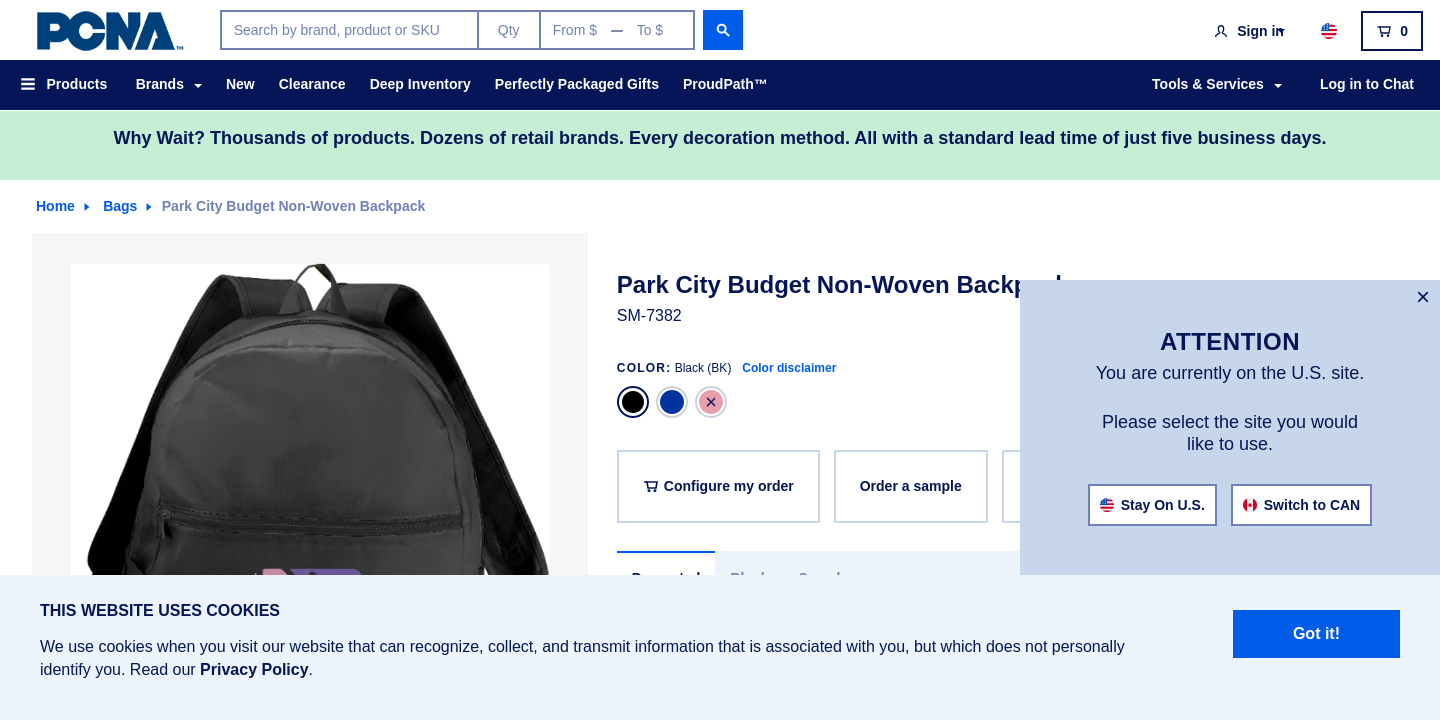 PCNA™
Search by brand, product or SKU
Qty
From $ — To $
Sign in
0
Products
Brands
New
Clearance
Deep Inventory
Perfectly Packaged Gifts
ProudPath™
Tools & Services
Log in to Chat
Why Wait? Thousands of products. Dozens of retail brands. Every decoration method. All with a standard lead time of just five business days.
Home
Bags
Park City Budget Non-Woven Backpack
Park City Budget Non-Woven Backpack
SM-7382
COLOR: Black (BK) Color disclaimer
Configure my order
Order a sample
×
ATTENTION
You are currently on the U.S. site.
Please select the site you would
like to use.
Stay On U.S.
Switch to CAN
THIS WEBSITE USES COOKIES
We use cookies when you visit our website that can recognize, collect, and transmit information that is associated with you, but which does not personally
identify you. Read our Privacy Policy.
Got it!